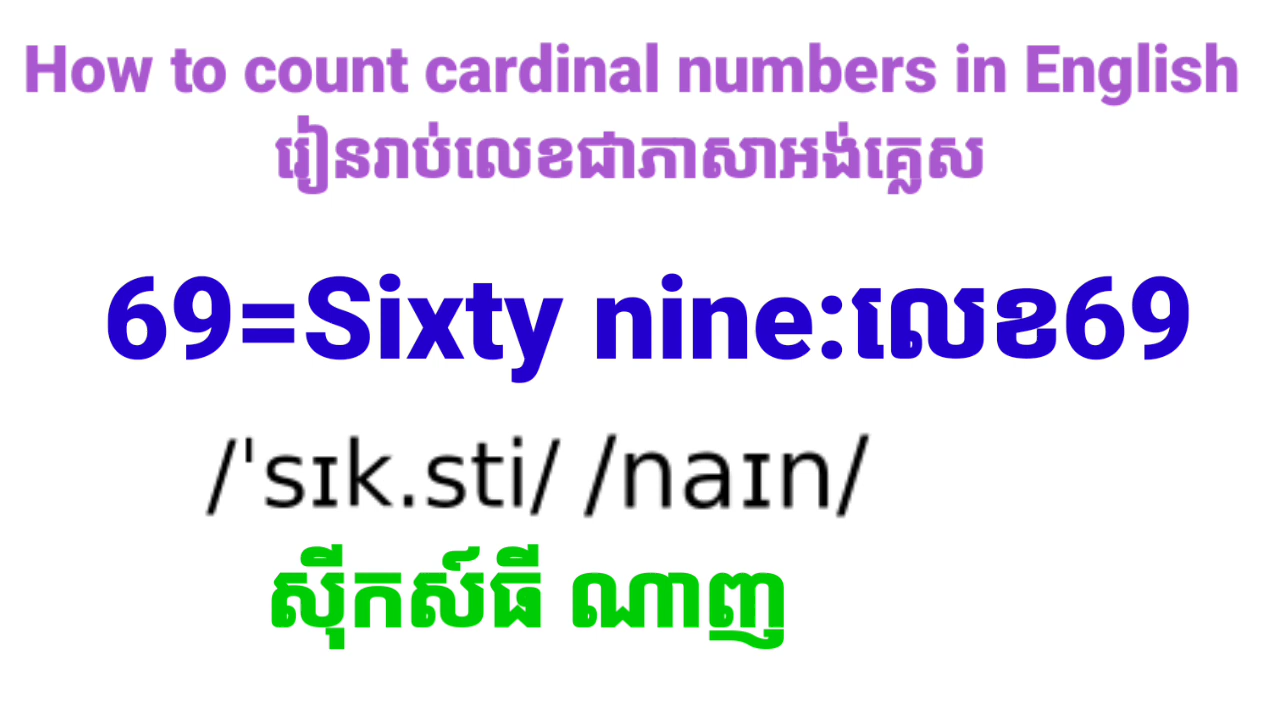 How to count cardinal numbers in English
រៀនរាប់លេខជាភាសាអង់គ្លេស
69=Sixty nine:លេខ69
/ˈsɪk.sti/ /naɪn/
ស៊ីកស៍ធី ណាញ